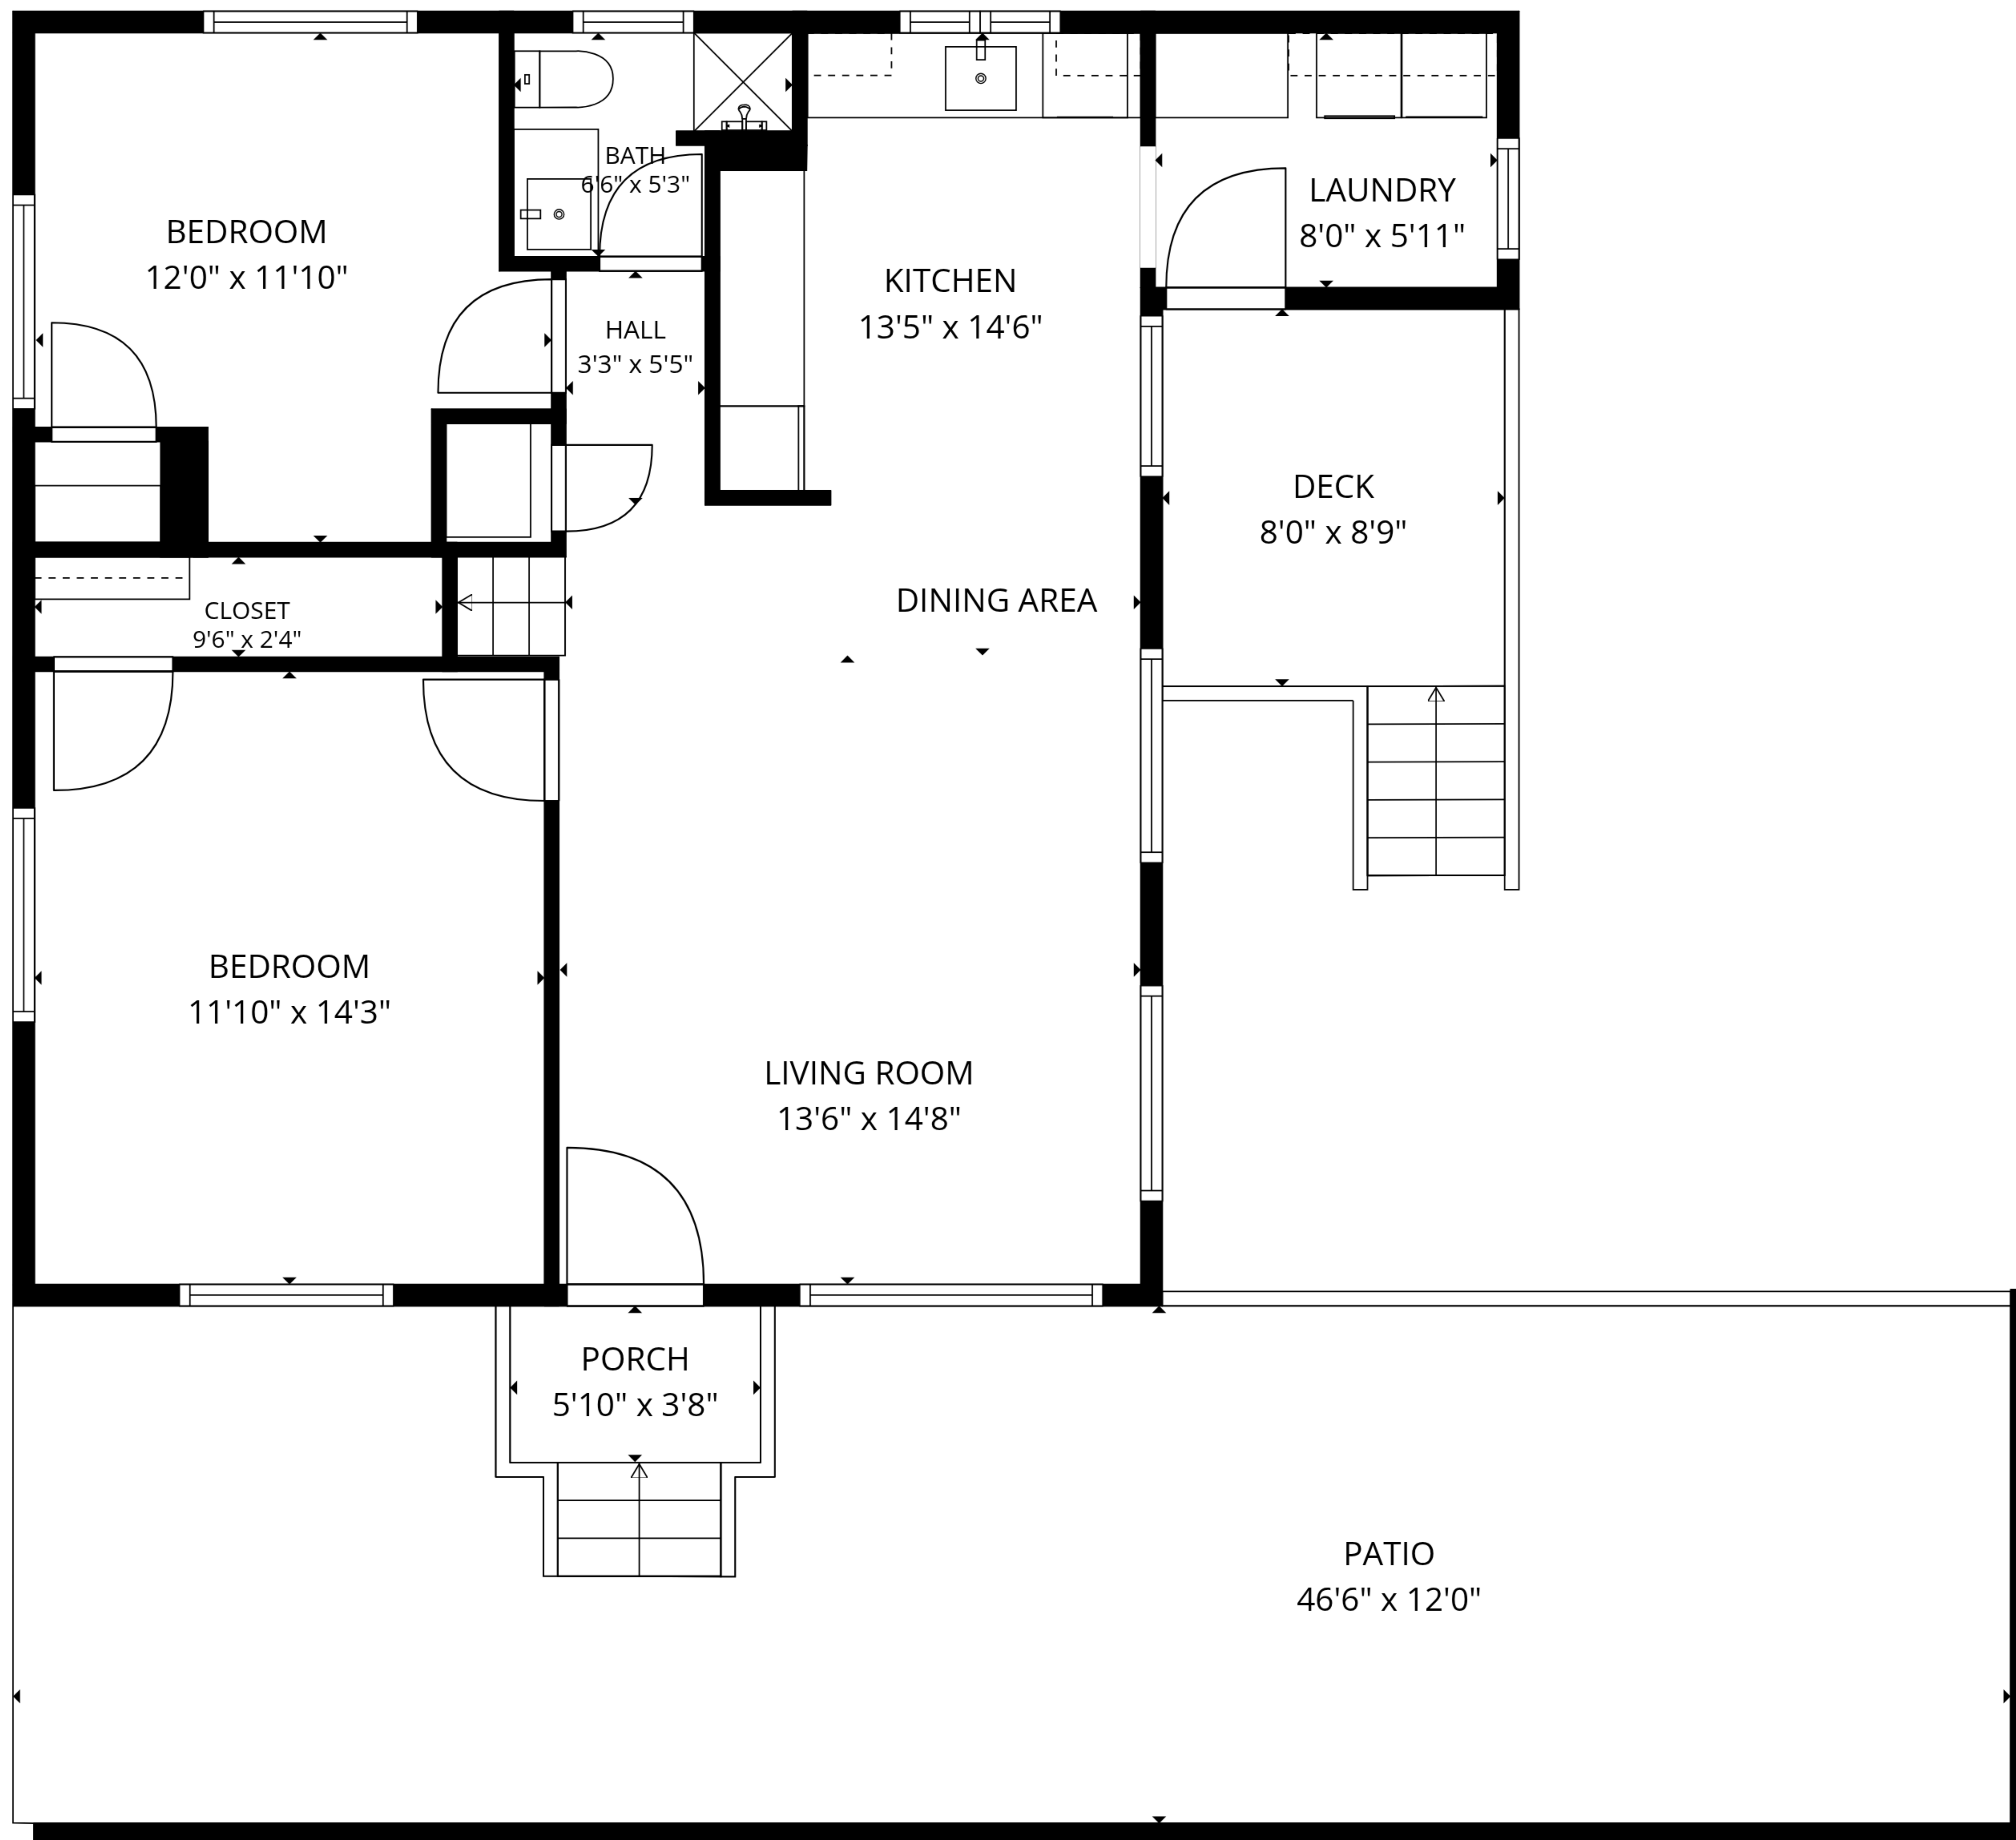 BATH
6'6" x 5'3"
LAUNDRY
8'0" x 5'11"
BEDROOM
12'0" x 11'10"
KITCHEN
13'5" x 14'6"
HALL
3'3" x 5'5"
DECK
8'0" x 8'9"
DINING AREA
CLOSET
9'6" x 2'4"
BEDROOM
11'10" x 14'3"
LIVING ROOM
13'6" x 14'8"
PORCH
5'10" x 3'8"
PATIO
46'6" x 12'0"